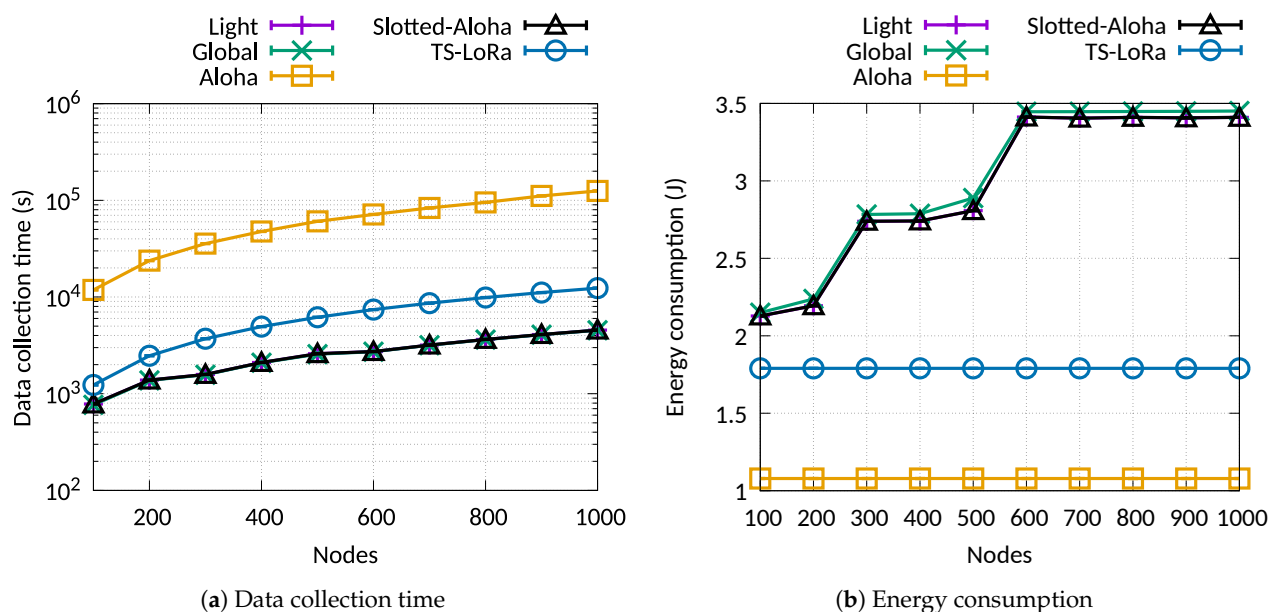 Light
Slotted-Aloha
Global
TS-LoRa
Aloha
10^6
10^5
10^4
10^3
10^2
Data collection time (s)
200 400 600 800 1000
Nodes
(a) Data collection time
Light
Slotted-Aloha
Global
TS-LoRa
Aloha
3.5
3
2.5
2
1.5
1
Energy consumption (J)
100 200 300 400 500 600 700 800 900 1000
Nodes
(b) Energy consumption